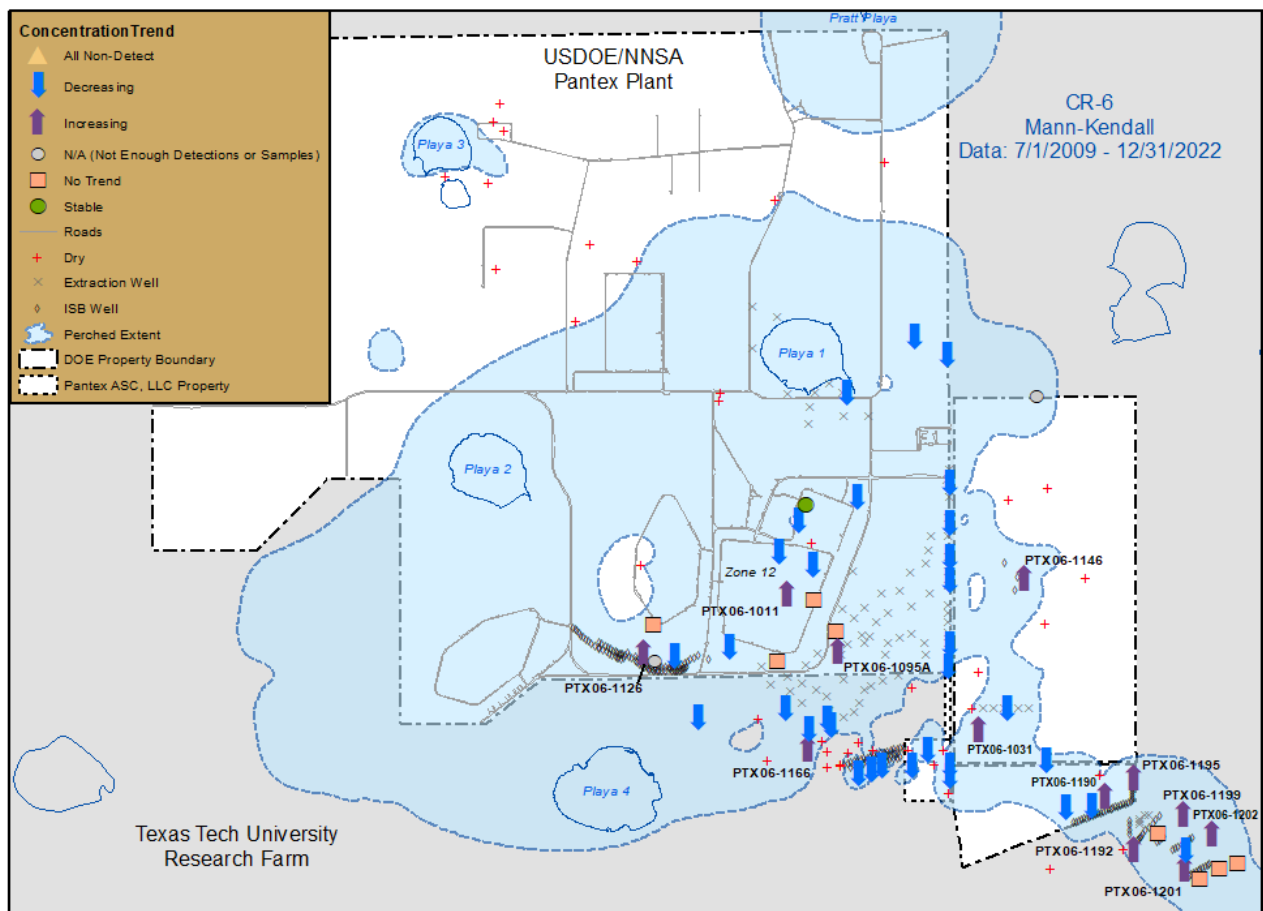 ConcentrationTrend
All Non-Detect
Decreasing
Increasing
N/A (Not Enough Detections or Samples)
No Trend
Stable
Roads
Dry
Extraction Well
ISB Well
Perched Extent
DOE Property Boundary
Pantex ASC, LLC Property
USDOE/NNSA
Pantex Plant
Pratt Playa
CR-6
Mann-Kendall
Data: 7/1/2009 - 12/31/2022
Playa 3
Playa 1
Playa 2
Zone 12
PTX06-1146
PTX06-1011
PTX06-1095A
PTX06-1126
PTX06-1031
PTX06-1166
PTX06-1195
PTX06-1190
PTX06-1199
PTX06-1202
Playa 4
Texas Tech University
Research Farm
PTX06-1192
PTX06-1201